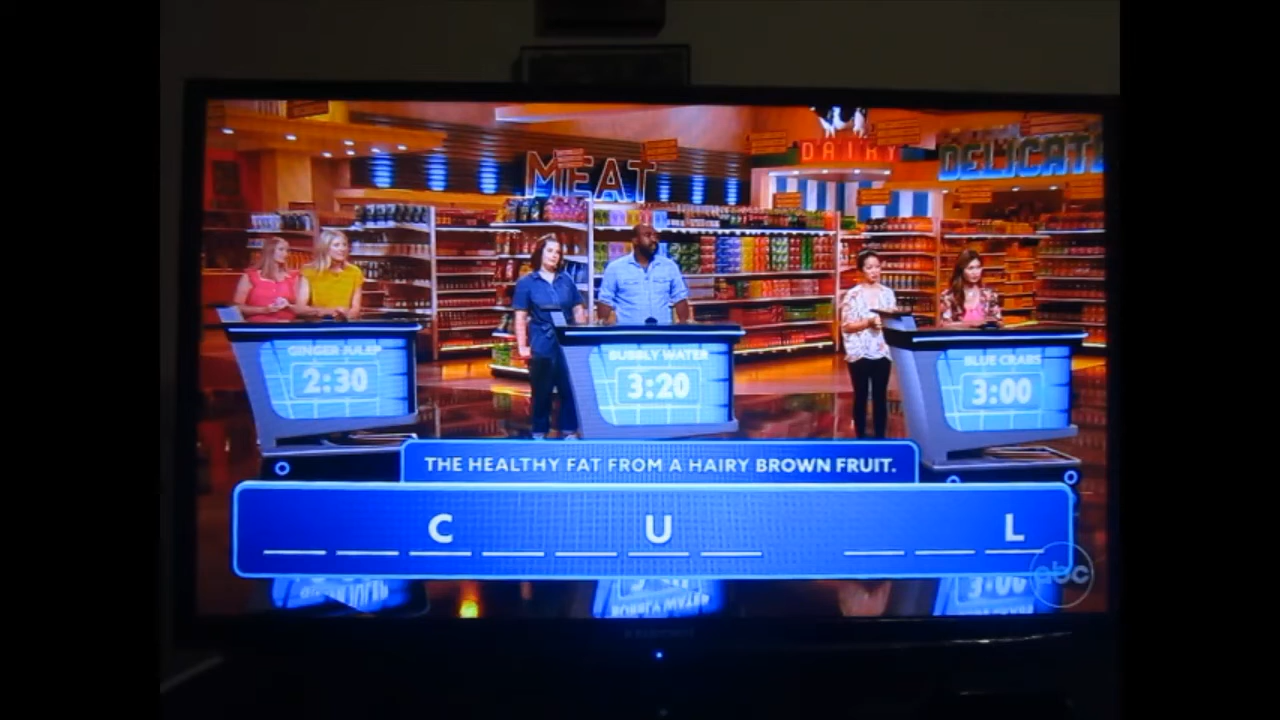 MEAT
DAIRY
DELICAT
GINGER JULEP
2:30
BUBBLY WATER
3:20
BLUE CRABS
3:00
THE HEALTHY FAT FROM A HAIRY BROWN FRUIT.
C U L
abc